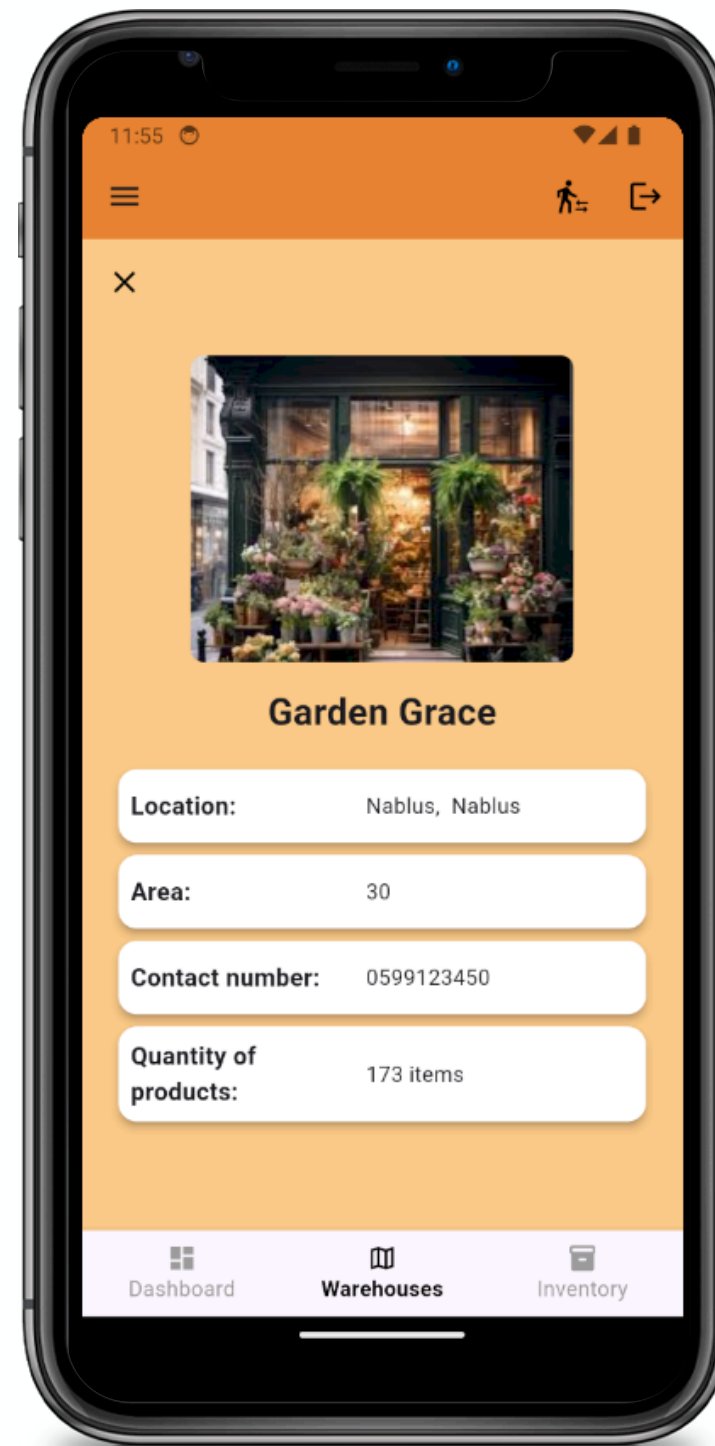 11:55
Garden Grace
Location: Nablus, Nablus
Area: 30
Contact number: 0599123450
Quantity of
products: 173 items
Dashboard Warehouses Inventory